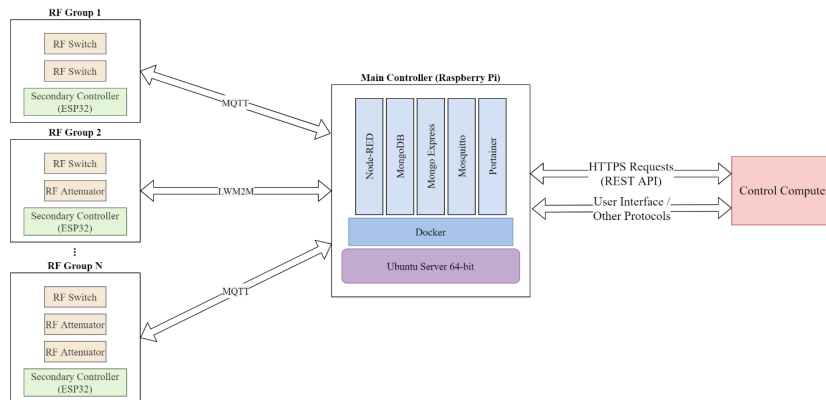 RF Group 1
RF Switch
RF Switch
Secondary Controller
(ESP32)
MQTT
RF Group 2
RF Switch
RF Attenuator
Secondary Controller
(ESP32)
LWM2M
⋮
RF Group N
RF Switch
RF Attenuator
RF Attenuator
Secondary Controller
(ESP32)
MQTT
Main Controller (Raspberry Pi)
Node-RED
MongoDB
Mongo Express
Mosquitto
Portainer
Docker
Ubuntu Server 64-bit
HTTPS Requests
(REST API)
User Interface /
Other Protocols
Control Computer